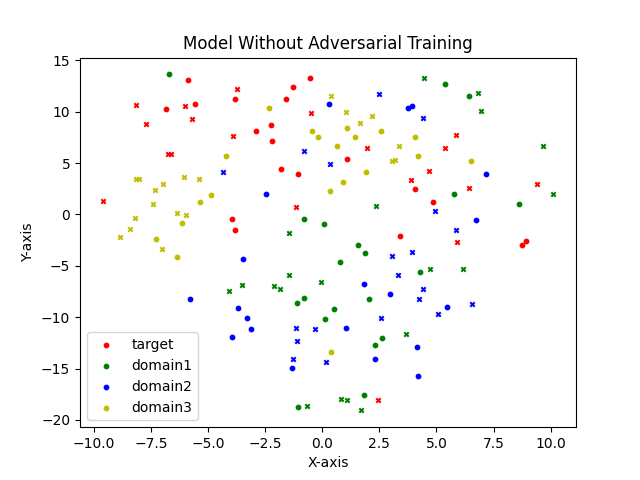 Model Without Adversarial Training
15
10
5
0
−5
−10
−15
−20
Y-axis
target
domain1
domain2
domain3
−10.0 −7.5 −5.0 −2.5 0.0 2.5 5.0 7.5 10.0
X-axis